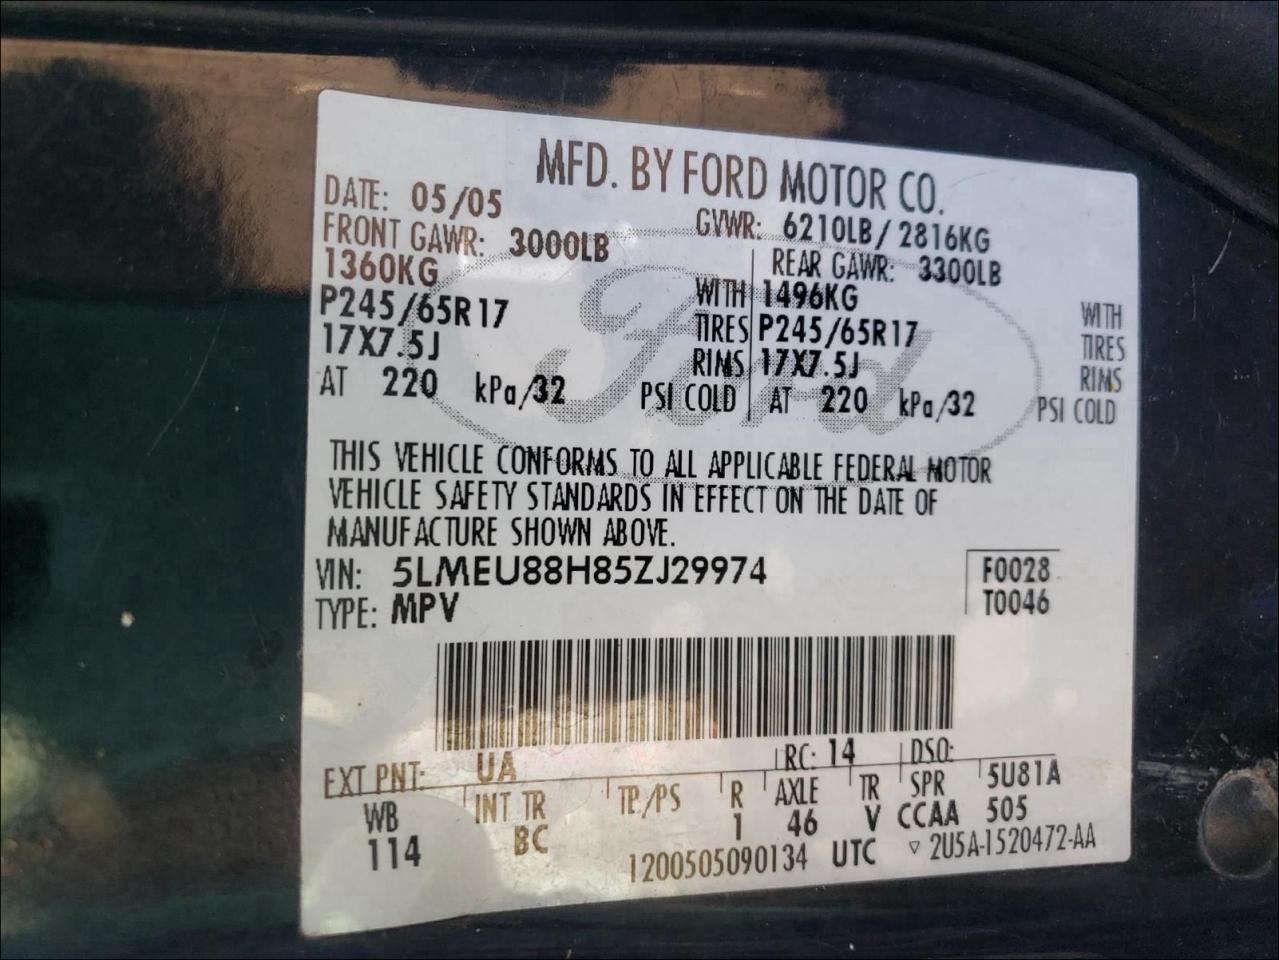 MFD. BY FORD MOTOR CO.
DATE: 05/05 GVWR: 6210LB/2816KG
FRONT GAWR: 3000LB REAR GAWR: 3300LB
1360KG WITH 1496KG WITH
P245/65R17 TIRES P245/65R17 TIRES
17X7.5J RIMS 17X7.5J RIMS
AT 220 kPa/32 PSI COLD AT 220 kPa/32 PSI COLD
Ford
THIS VEHICLE CONFORMS TO ALL APPLICABLE FEDERAL MOTOR
VEHICLE SAFETY STANDARDS IN EFFECT ON THE DATE OF
MANUFACTURE SHOWN ABOVE.
VIN: 5LMEU88H85ZJ29974 F0028
TYPE: MPV T0046
EXT PNT: UA RC: 14 DSO:
WB INT TR TP/PS R AXLE TR SPR 5U81A
114 BC 1 46 V CCAA 505
1200505090134 UTC ▽ 2U5A-1520472-AA